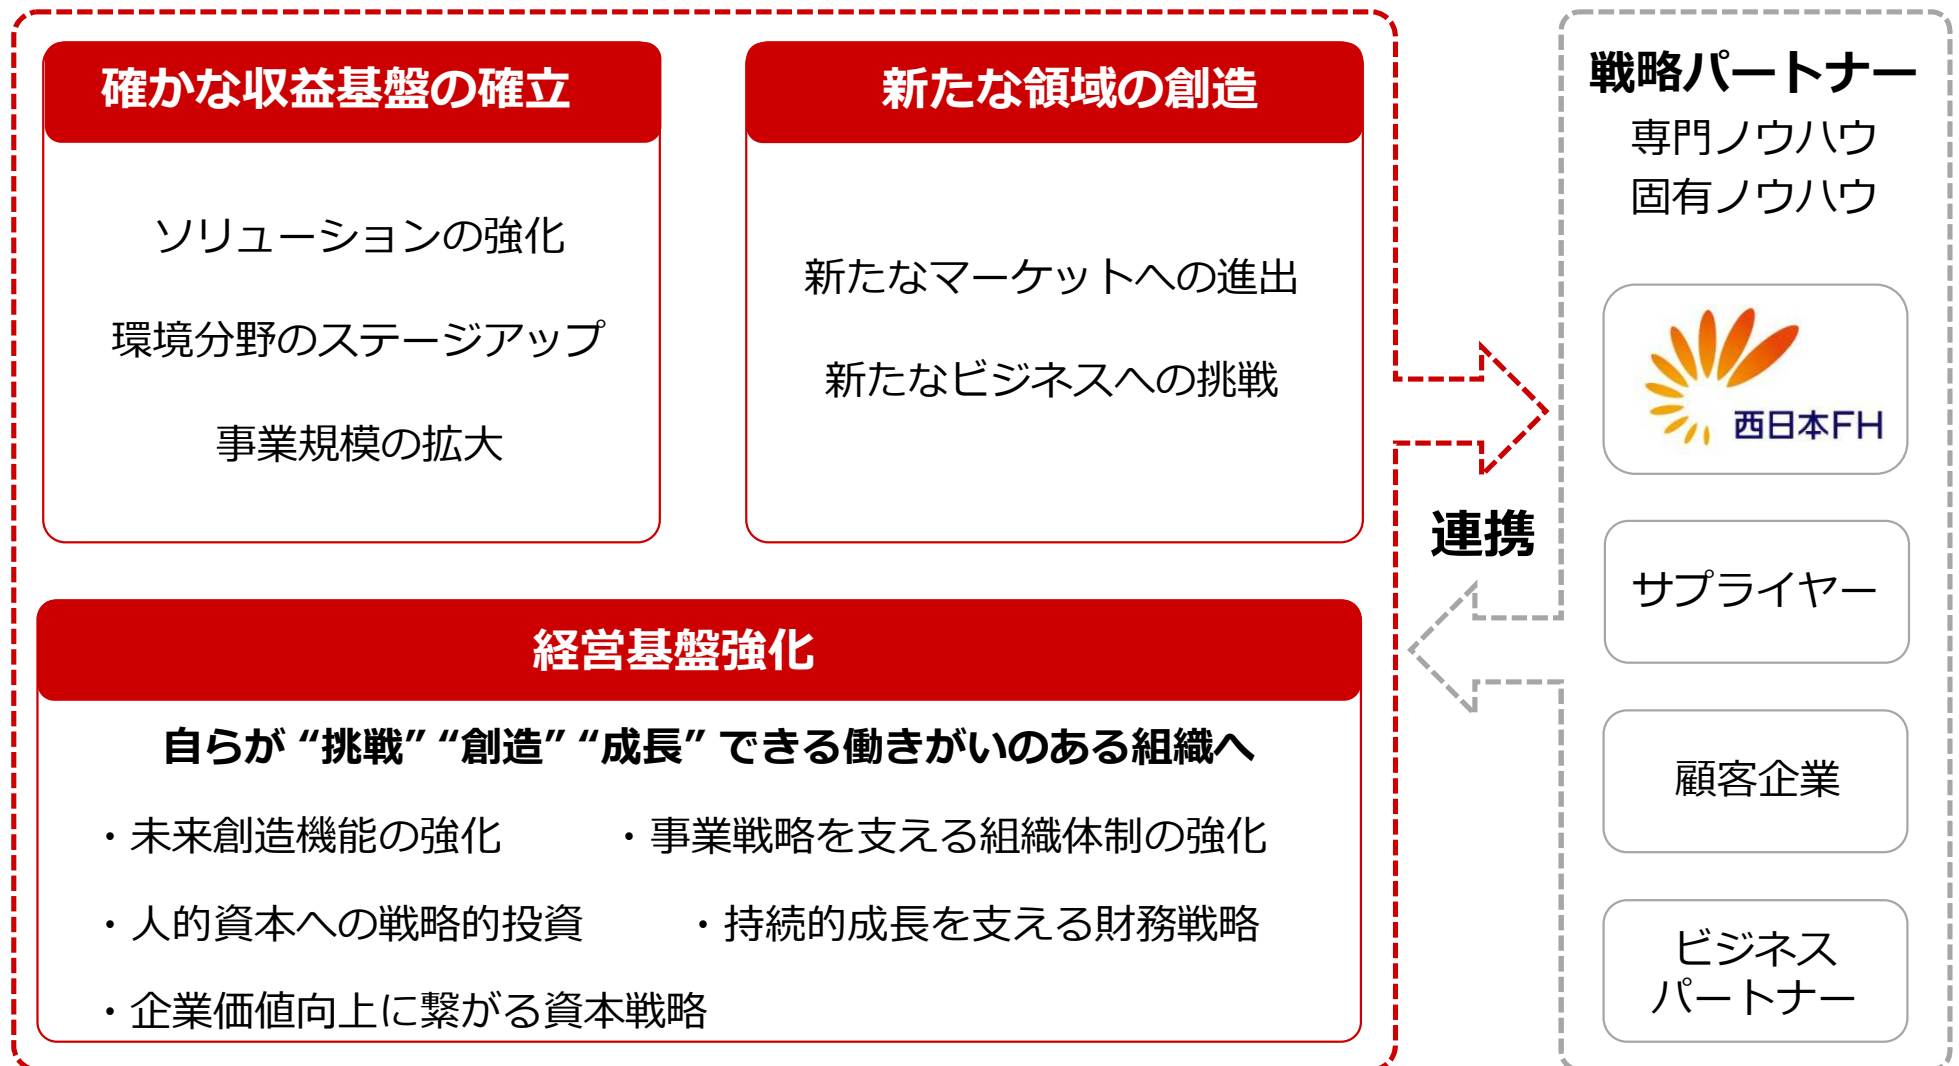 確かな収益基盤の確立
ソリューションの強化
環境分野のステージアップ
事業規模の拡大
新たな領域の創造
新たなマーケットへの進出
新たなビジネスへの挑戦
経営基盤強化
自らが “挑戦” “創造” “成長” できる働きがいのある組織へ
・未来創造機能の強化
・事業戦略を支える組織体制の強化
・人的資本への戦略的投資
・持続的成長を支える財務戦略
・企業価値向上に繋がる資本戦略
連携
戦略パートナー
専門ノウハウ
固有ノウハウ
西日本FH
サプライヤー
顧客企業
ビジネス
パートナー